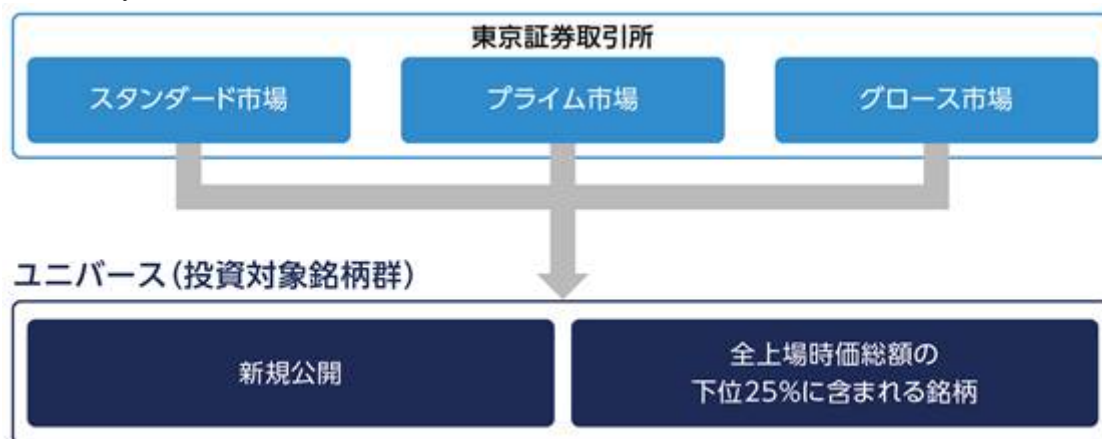 東京証券取引所
スタンダード市場
プライム市場
グロース市場
ユニバース(投資対象銘柄群)
新規公開
全上場時価総額の
下位25%に含まれる銘柄